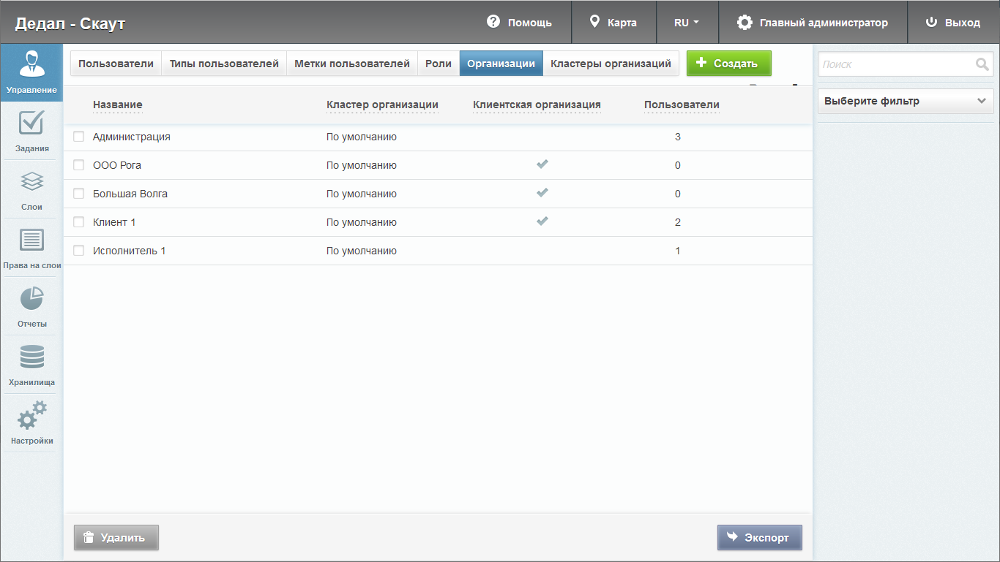 Дедал - Скаут
Помощь
Карта
RU
Главный администратор
Выход
Управление
Задания
Слои
Права на слои
Отчеты
Хранилища
Настройки
Пользователи Типы пользователей Метки пользователей Роли Организации Кластеры организаций Создать
Название Кластер организации Клиентская организация Пользователи
Администрация По умолчанию 3
ООО Рога По умолчанию 0
Большая Волга По умолчанию 0
Клиент 1 По умолчанию 2
Исполнитель 1 По умолчанию 1
Удалить
Экспорт
Поиск
Выберите фильтр